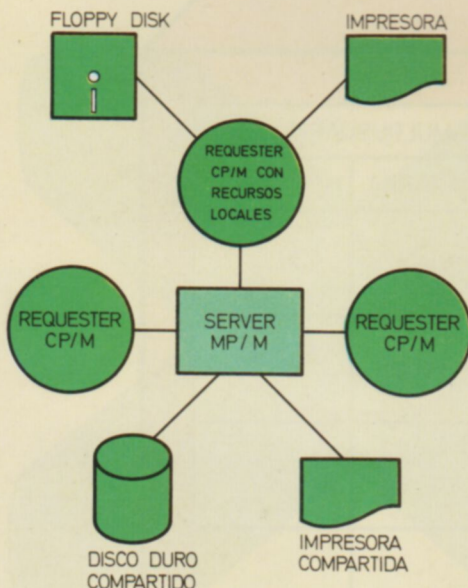 FLOPPY DISK
IMPRESORA
REQUESTER
CP/M CON
RECURSOS
LOCALES
REQUESTER
CP/M
SERVER
MP/M
REQUESTER
CP/M
DISCO DURO
COMPARTIDO
IMPRESORA
COMPARTIDA